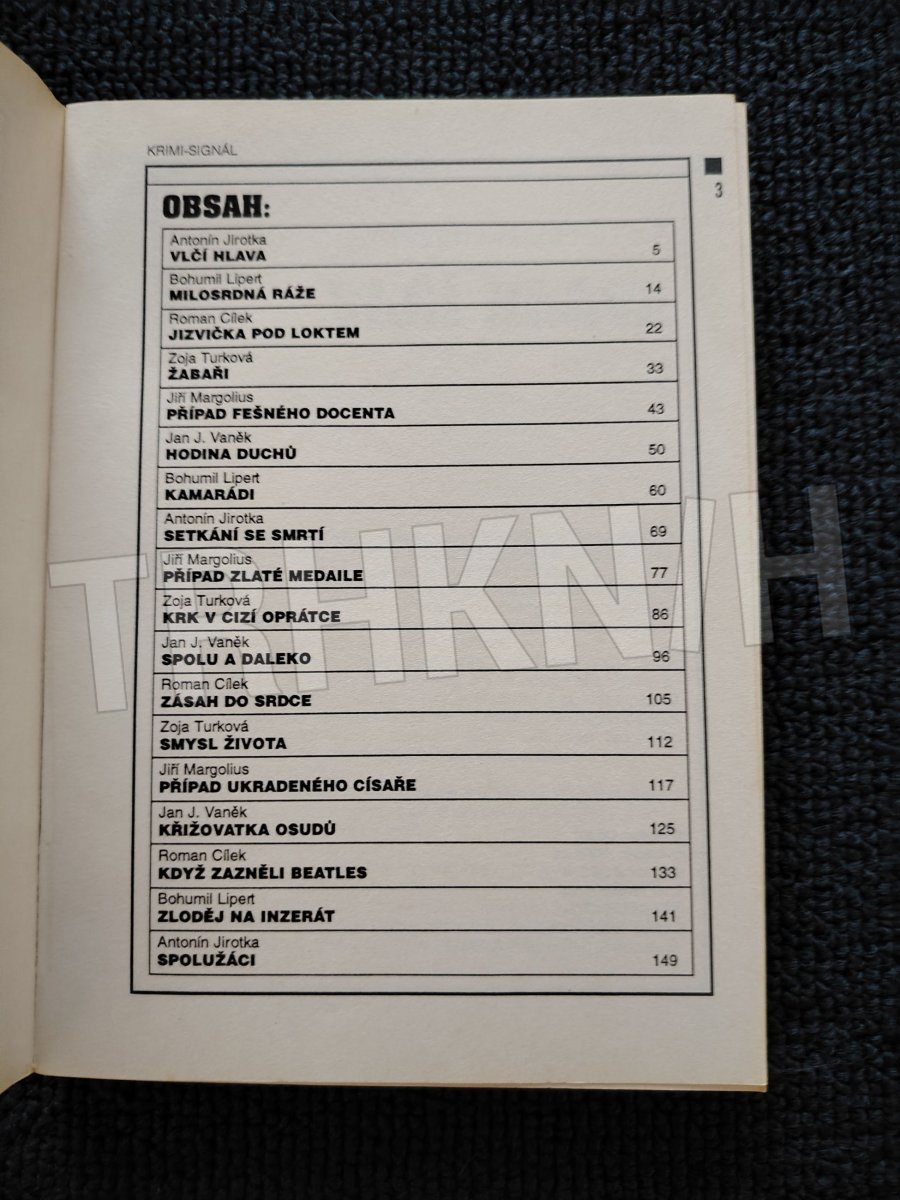 KRIMI-SIGNÁL
3
OBSAH:
Antonín Jirotka
VLČÍ HLAVA 5
Bohumil Lipert
MILOSRDNÁ RÁŽE 14
Roman Cílek
JIZVIČKA POD LOKTEM 22
Zoja Turková
ŽABAŘI 33
Jiří Margolius
PŘÍPAD FEŠNÉHO DOCENTA 43
Jan J. Vaněk
HODINA DUCHŮ 50
Bohumil Lipert
KAMARÁDI 60
Antonín Jirotka
SETKÁNÍ SE SMRTÍ 69
Jiří Margolius
PŘÍPAD ZLATÉ MEDAILE 77
Zoja Turková
KRK V CIZÍ OPRÁTCE 86
Jan J. Vaněk
SPOLU A DALEKO 96
Roman Cílek
ZÁSAH DO SRDCE 105
Zoja Turková
SMYSL ŽIVOTA 112
Jiří Margolius
PŘÍPAD UKRADENÉHO CÍSAŘE 117
Jan J. Vaněk
KŘIŽOVATKA OSUDŮ 125
Roman Cílek
KDYŽ ZAZNĚLI BEATLES 133
Bohumil Lipert
ZLODĚJ NA INZERÁT 141
Antonín Jirotka
SPOLUŽÁCI 149
TRHKNIH